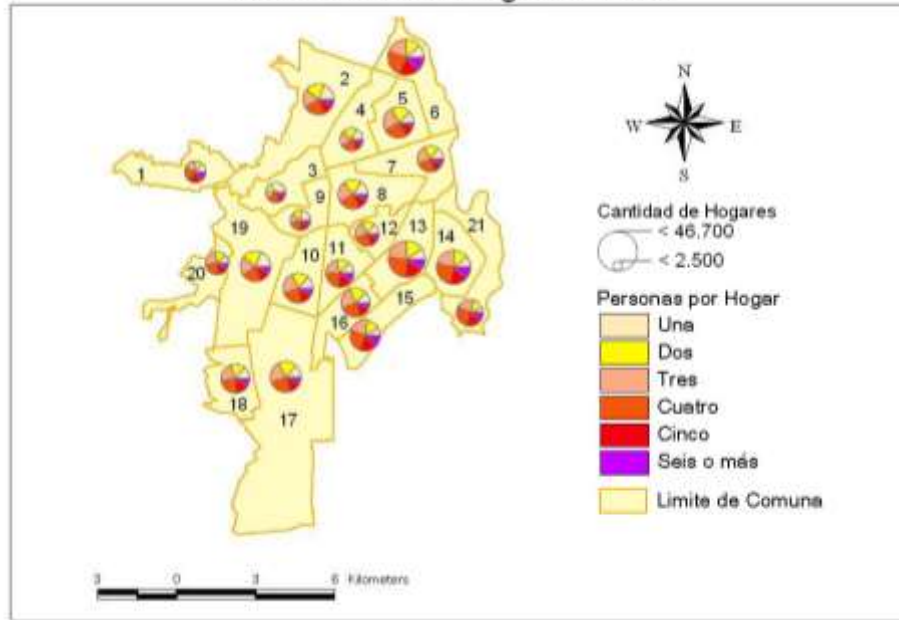 2
5
4
6
1
3
7
9
8
19
12
13
21
10
11
14
20
15
16
18
17
N
W E
S
Cantidad de Hogares
< 46.700
< 2.500
Personas por Hogar
Una
Dos
Tres
Cuatro
Cinco
Seis o más
Limite de Comuna
3 0 3 6 Kilometers